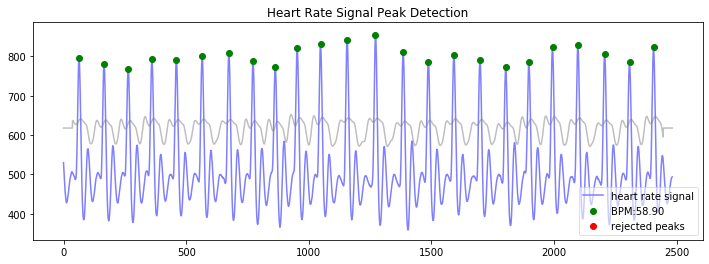 Heart Rate Signal Peak Detection
800
700
600
500
400
heart rate signal
BPM:58.90
rejected peaks
0
500
1000
1500
2000
2500